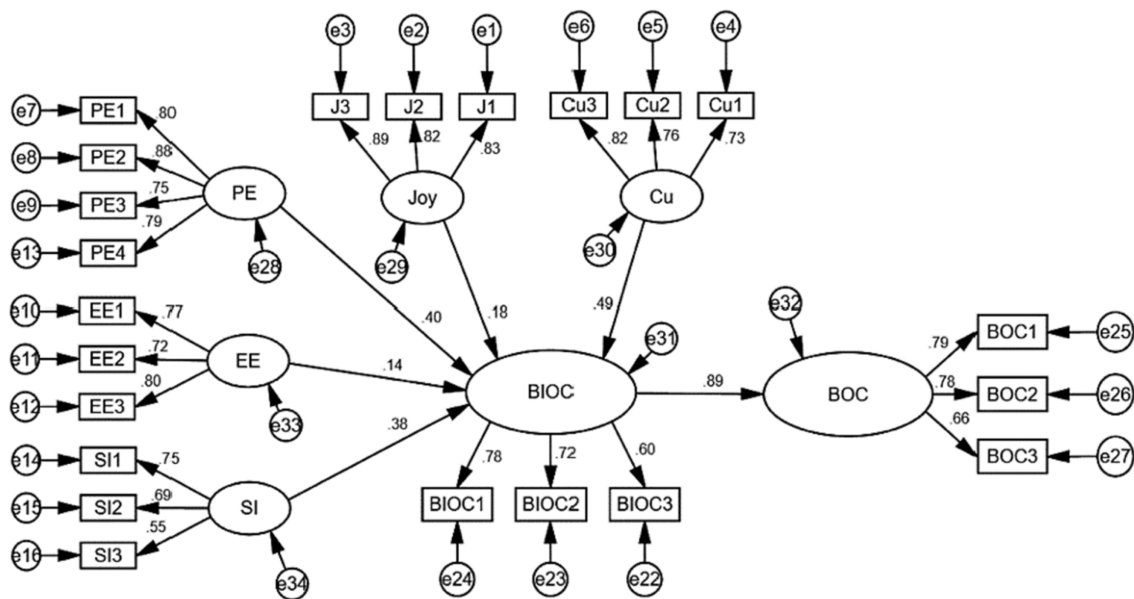 e3 e2 e1 e6 e5 e4
J3 J2 J1 Cu3 Cu2 Cu1
.89 .82 .83 .82 .76 .73
Joy Cu
e29 e30
.18 .49
e7 PE1 .80
e8 PE2 .88
e9 PE3 .75
e13 PE4 .79
PE
e28
.40
e10 EE1 .77
e11 EE2 .72
e12 EE3 .80
EE
e33
.14
e14 SI1 .75
e15 SI2 .69
e16 SI3 .55
SI
e34
.38
BIOC
e31
.78 .72 .60
BIOC1 BIOC2 BIOC3
e24 e23 e22
.89
e32
BOC
.79 BOC1 e25
.78 BOC2 e26
.66 BOC3 e27